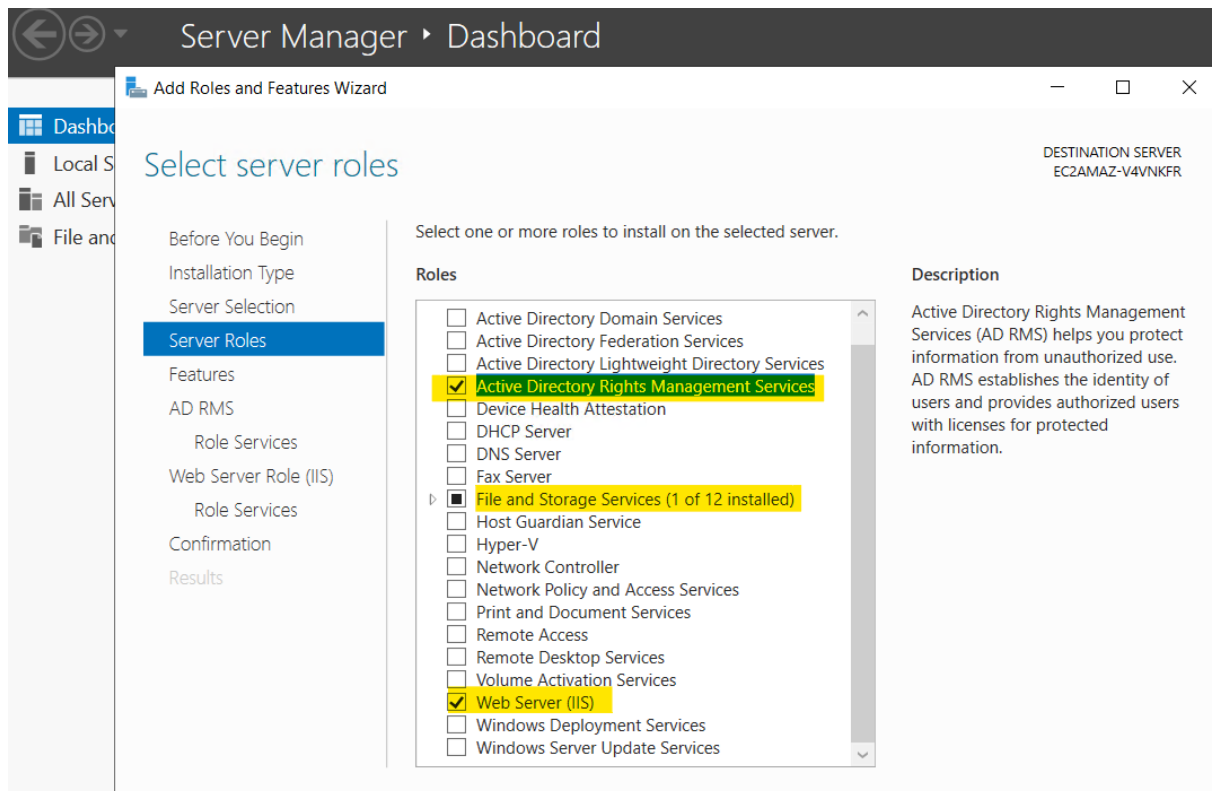 Server Manager ‣ Dashboard
Add Roles and Features Wizard
Dashbo
Local S
All Serv
File and
Select server roles
DESTINATION SERVER
EC2AMAZ-V4VNKFR
Before You Begin
Installation Type
Server Selection
Server Roles
Features
AD RMS
Role Services
Web Server Role (IIS)
Role Services
Confirmation
Results
Select one or more roles to install on the selected server.
Roles
Active Directory Domain Services
Active Directory Federation Services
Active Directory Lightweight Directory Services
Active Directory Rights Management Services
Device Health Attestation
DHCP Server
DNS Server
Fax Server
File and Storage Services (1 of 12 installed)
Host Guardian Service
Hyper-V
Network Controller
Network Policy and Access Services
Print and Document Services
Remote Access
Remote Desktop Services
Volume Activation Services
Web Server (IIS)
Windows Deployment Services
Windows Server Update Services
Description
Active Directory Rights Management
Services (AD RMS) helps you protect
information from unauthorized use.
AD RMS establishes the identity of
users and provides authorized users
with licenses for protected
information.